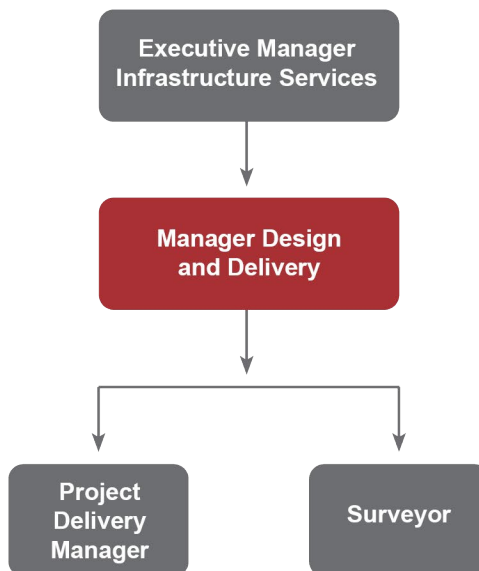 Executive Manager
Infrastructure Services
Manager Design
and Delivery
Project
Delivery
Manager
Surveyor